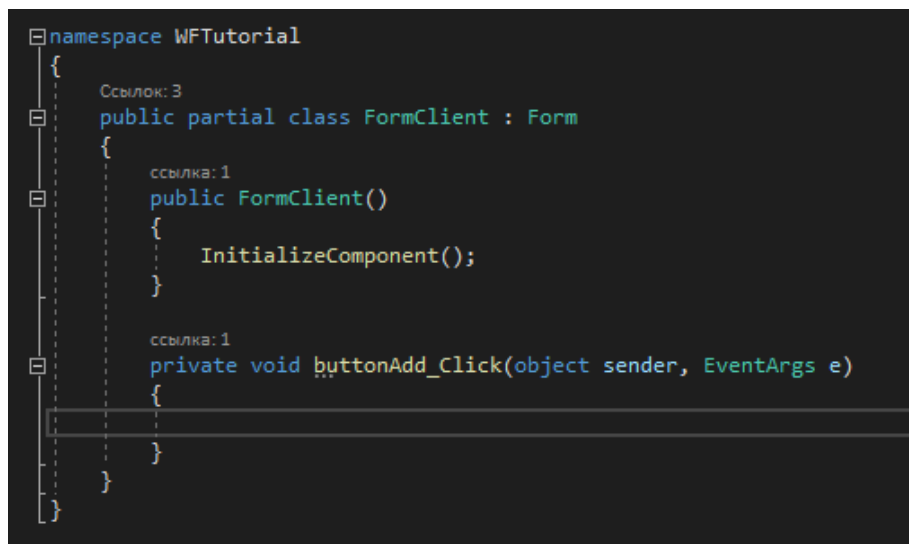 namespace WFTutorial
{
Ссылок: 3
public partial class FormClient : Form
{
ссылка: 1
public FormClient()
{
InitializeComponent();
}
ссылка: 1
private void buttonAdd_Click(object sender, EventArgs e)
{
}
}
}